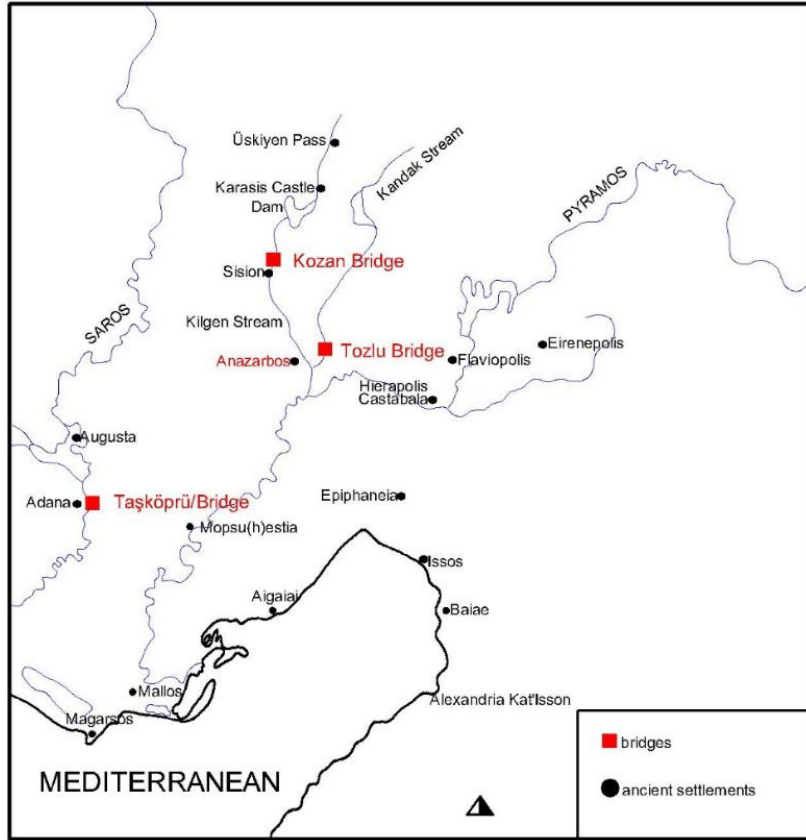 Üskiyen Pass
Kandak Stream
PYRAMOS
Karasis Castle
Dam
Kozan Bridge
Sision
SAROS
Kilgen Stream
Tozlu Bridge
Eirenepolis
Anazarbos
Flaviopolis
Hierapolis
Castabala
Augusta
Epiphaneia
Adana
Taşköprü/Bridge
Mopsu(h)estia
Issos
Aigaiai
Baiae
Mallos
Alexandria Kat'Isson
Magarsos
MEDITERRANEAN
bridges
ancient settlements